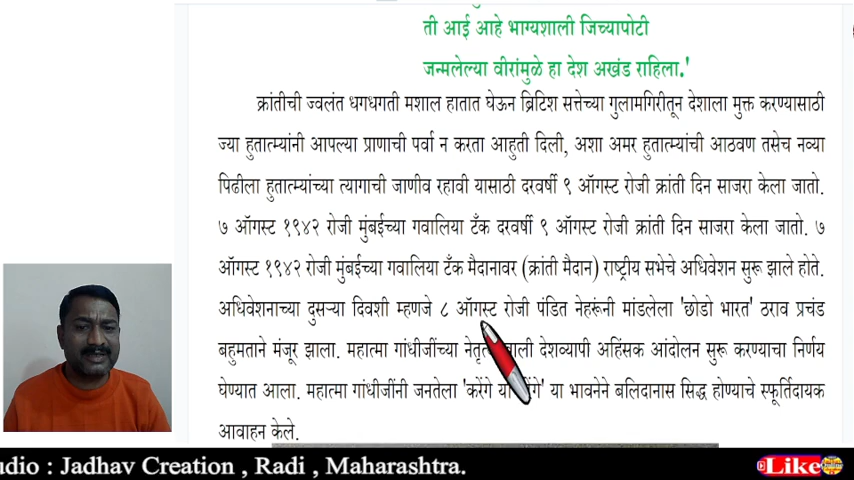 ती आई आहे भाग्यशाली जिच्यापोटी
जन्मलेल्या वीरांमुळे हा देश अखंड राहिला.'
क्रांतीची ज्वलंत धगधगती मशाल हातात घेऊन ब्रिटिश सत्तेच्या गुलामगिरीतून देशाला मुक्त करण्यासाठी
ज्या हुतात्म्यांनी आपल्या प्राणाची पर्वा न करता आहुती दिली, अशा अमर हुतात्म्यांची आठवण तसेच नव्या
पिढीला हुतात्म्यांच्या त्यागाची जाणीव रहावी यासाठी दरवर्षी ९ ऑगस्ट रोजी क्रांती दिन साजरा केला जातो.
७ ऑगस्ट १९४२ रोजी मुंबईच्या गवालिया टँक दरवर्षी ९ ऑगस्ट रोजी क्रांती दिन साजरा केला जातो. ७
ऑगस्ट १९४२ रोजी मुंबईच्या गवालिया टँक मैदानावर (क्रांती मैदान) राष्ट्रीय सभेचे अधिवेशन सुरू झाले होते.
अधिवेशनाच्या दुसऱ्या दिवशी म्हणजे ८ ऑगस्ट रोजी पंडित नेहरूंनी मांडलेला 'छोडो भारत' ठराव प्रचंड
बहुमताने मंजूर झाला. महात्मा गांधीजींच्या देशव्यापी अहिंसक आंदोलन सुरू करण्याचा निर्णय
घेण्यात आला. महात्मा गांधीजींनी जनतेला 'करेंगे या भावनेने बलिदानास सिद्ध होण्याचे स्फूर्तिदायक
आवाहन केले.
udio : Jadhav Creation , Radi , Maharashtra.
Like